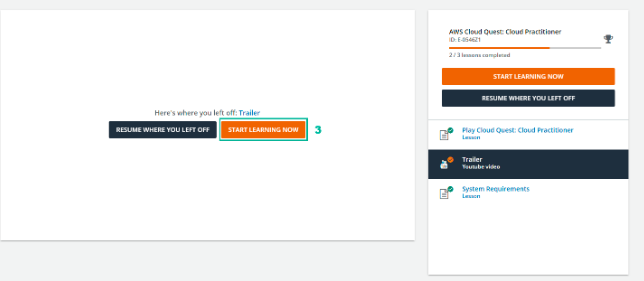 Here's where you left off: Trailer
RESUME WHERE YOU LEFT OFF
START LEARNING NOW
3
AWS Cloud Quest: Cloud Practitioner
ID: E-0546Z1
2 / 3 lessons completed
START LEARNING NOW
RESUME WHERE YOU LEFT OFF
Play Cloud Quest: Cloud Practitioner
Lesson
Trailer
Youtube video
System Requirements
Lesson